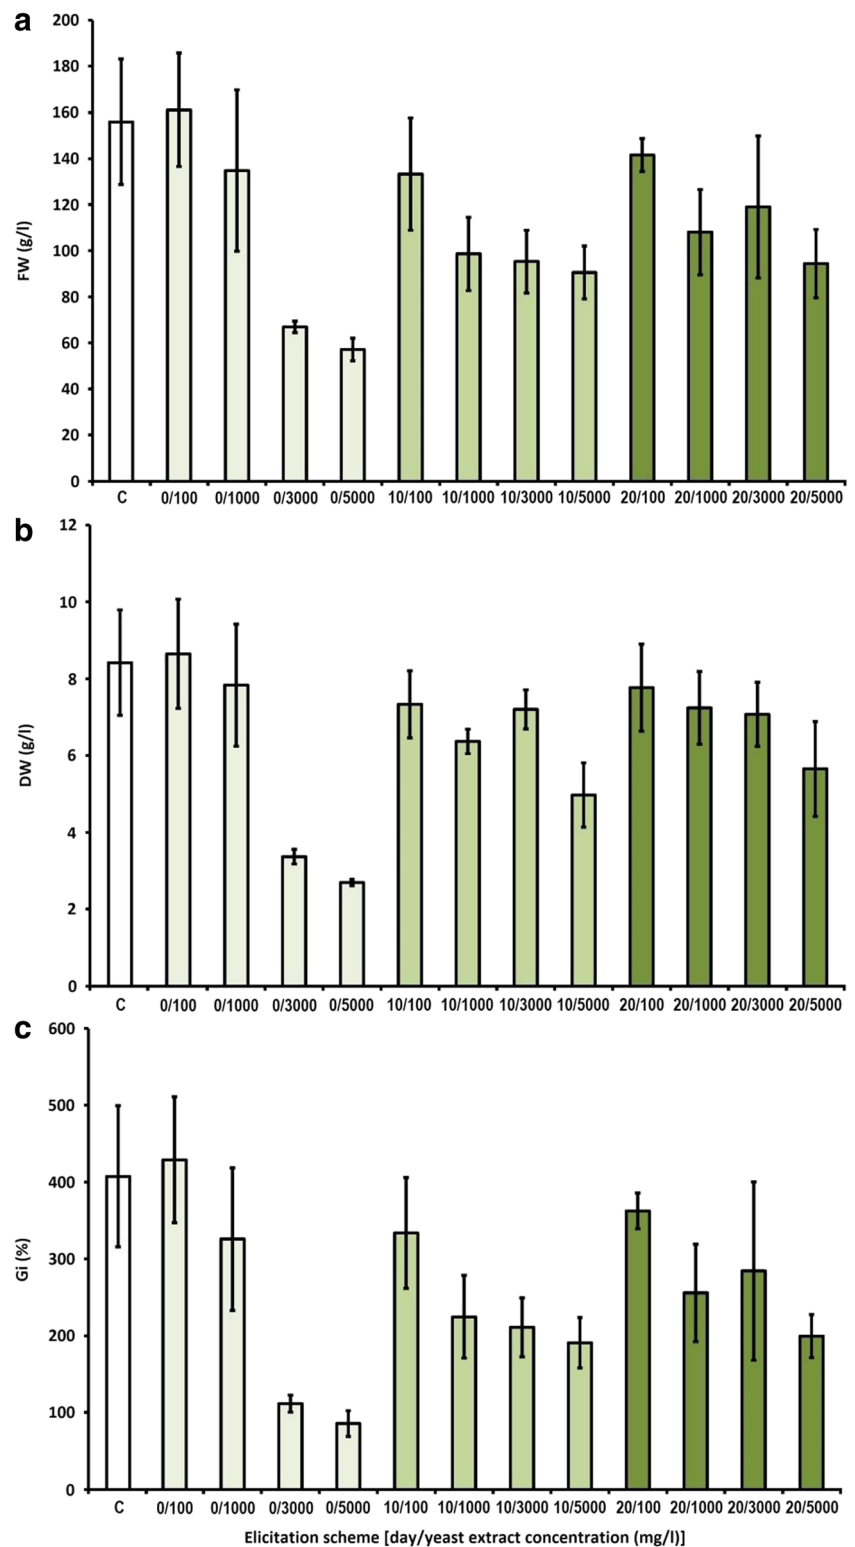 a
200
180
160
140
120
100
80
60
40
20
0
FW (g/l)
C 0/100 0/1000 0/3000 0/5000 10/100 10/1000 10/3000 10/5000 20/100 20/1000 20/3000 20/5000
b
12
10
8
6
4
2
0
DW (g/l)
C 0/100 0/1000 0/3000 0/5000 10/100 10/1000 10/3000 10/5000 20/100 20/1000 20/3000 20/5000
c
600
500
400
300
200
100
0
Gi (%)
C 0/100 0/1000 0/3000 0/5000 10/100 10/1000 10/3000 10/5000 20/100 20/1000 20/3000 20/5000
Elicitation scheme [day/yeast extract concentration (mg/l)]